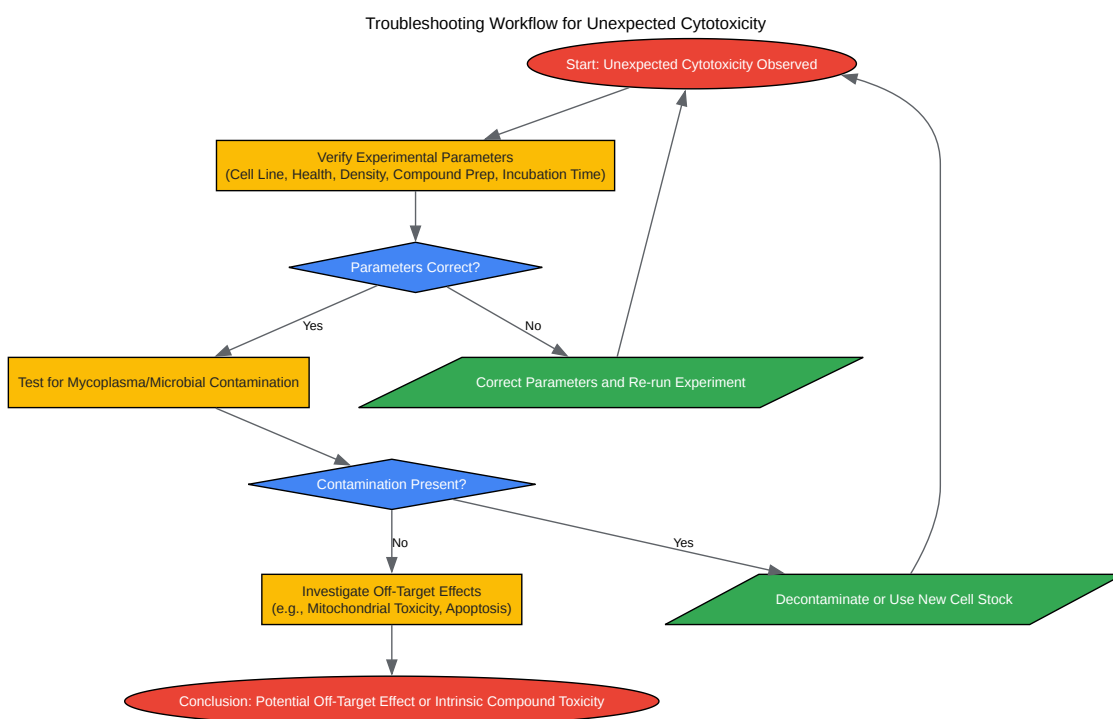 Troubleshooting Workflow for Unexpected Cytotoxicity
Start: Unexpected Cytotoxicity Observed
Verify Experimental Parameters
(Cell Line, Health, Density, Compound Prep, Incubation Time)
Parameters Correct?
Yes
No
Test for Mycoplasma/Microbial Contamination
Correct Parameters and Re-run Experiment
Contamination Present?
No
Yes
Investigate Off-Target Effects
(e.g., Mitochondrial Toxicity, Apoptosis)
Decontaminate or Use New Cell Stock
Conclusion: Potential Off-Target Effect or Intrinsic Compound Toxicity